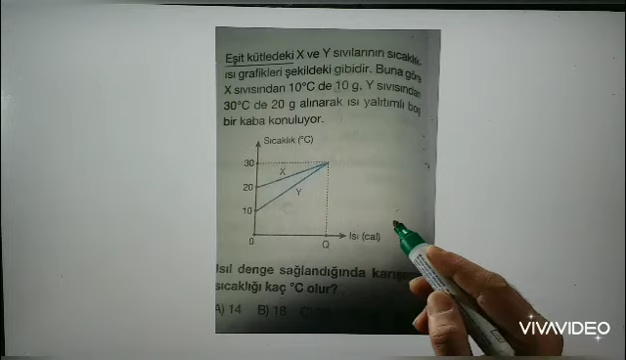 Eşit kütledeki X ve Y sıvılarının sıcaklık
ısı grafikleri şekildeki gibidir. Buna göre
X sıvısından 10°C de 10 g, Y sıvısından
30°C de 20 g alınarak ısı yalıtımlı boş
bir kaba konuluyor.
Sıcaklık (°C)
30
X
20
Y
10
Isı (cal)
0
Q
Isıl denge sağlandığında
sıcaklığı kaç °C olur?
A) 14 B) 18
VIVAVIDEO